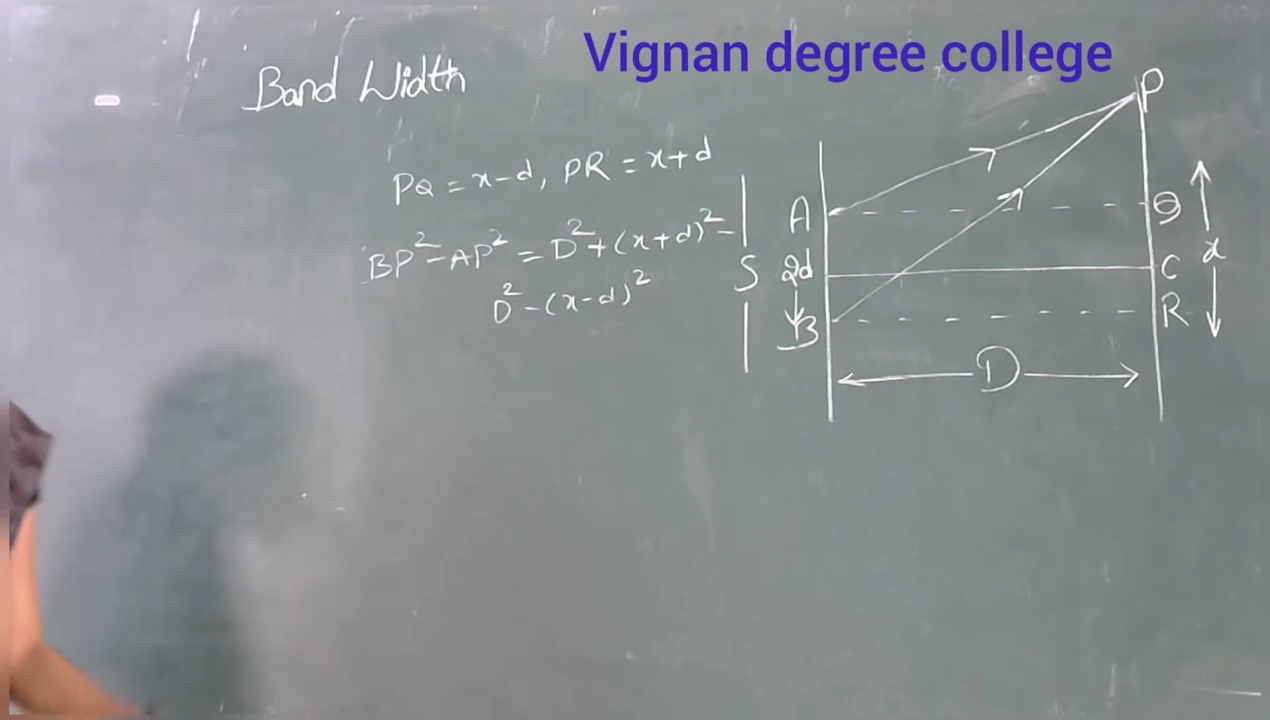 Vignan degree college
Band Width
PQ = x-d, PR = x+d
BP² - AP² = D² + (x+d)² -
D² - (x-d)²
P
A
Q
x
S
2d
C
B
R
D